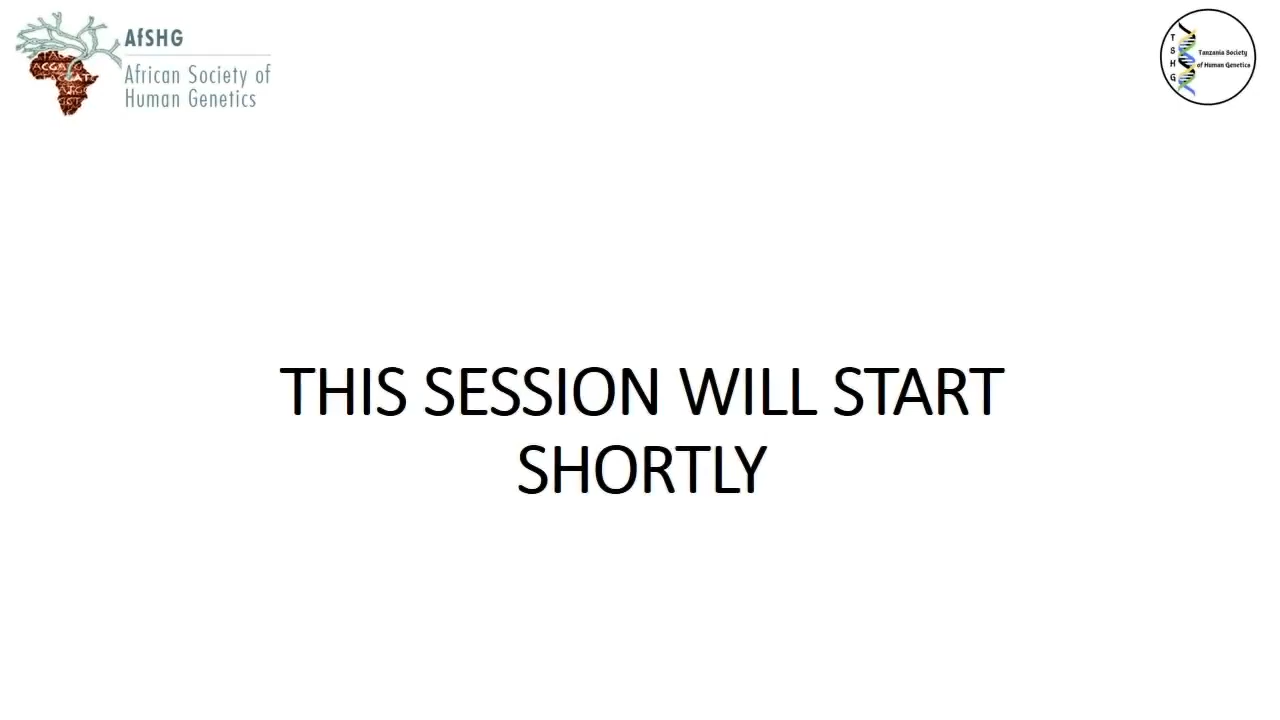 AfSHG
African Society of
Human Genetics
T
S
H
G
Tanzania Society
of Human Genetics
THIS SESSION WILL START
SHORTLY